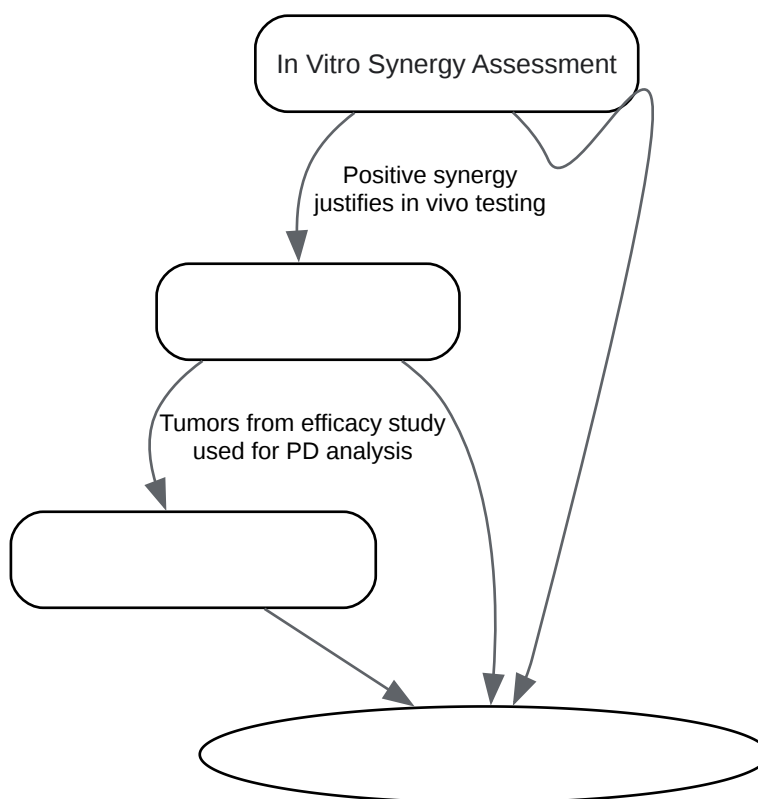 In Vitro Synergy Assessment
Positive synergy
justifies in vivo testing
Tumors from efficacy study
used for PD analysis